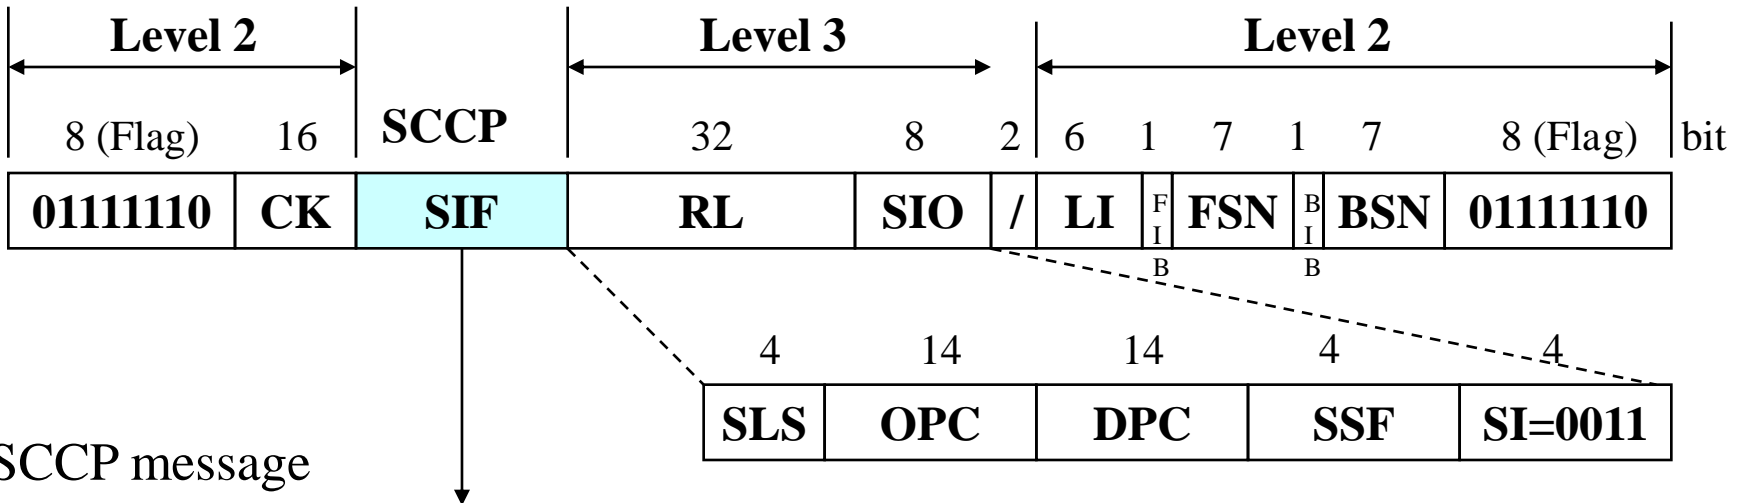 Level 2 Level 3 Level 2
8 (Flag) 16 SCCP 32 8 2 6 1 7 1 7 8 (Flag) bit
01111110 CK SIF RL SIO / LI FIB FSN BIB BSN 01111110
4 14 14 4 4
SLS OPC DPC SSF SI=0011
SCCP message